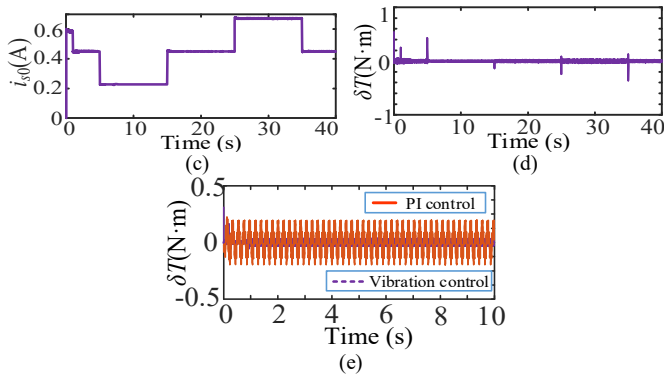 i_{s0}(A)
0.6
0.4
0.2
0
0 10 20 30 40
Time (s)
(c)
δT(N·m)
1
0
-1
0 10 20 30 40
Time (s)
(d)
δT(N·m)
0.5
0
-0.5
PI control
Vibration control
0 2 4 6 8 10
Time (s)
(e)